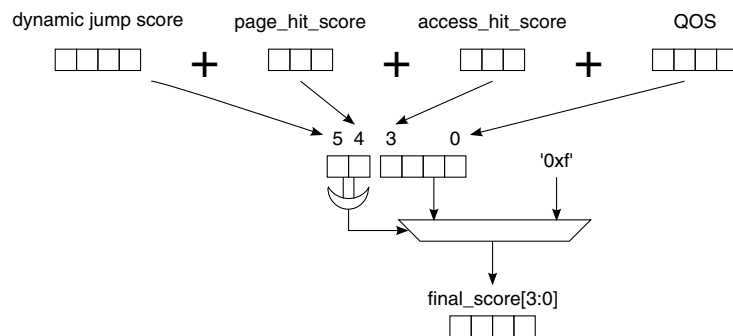 dynamic jump score page_hit_score access_hit_score QOS
+ + +
5 4 3 0
'0xf'
final_score[3:0]